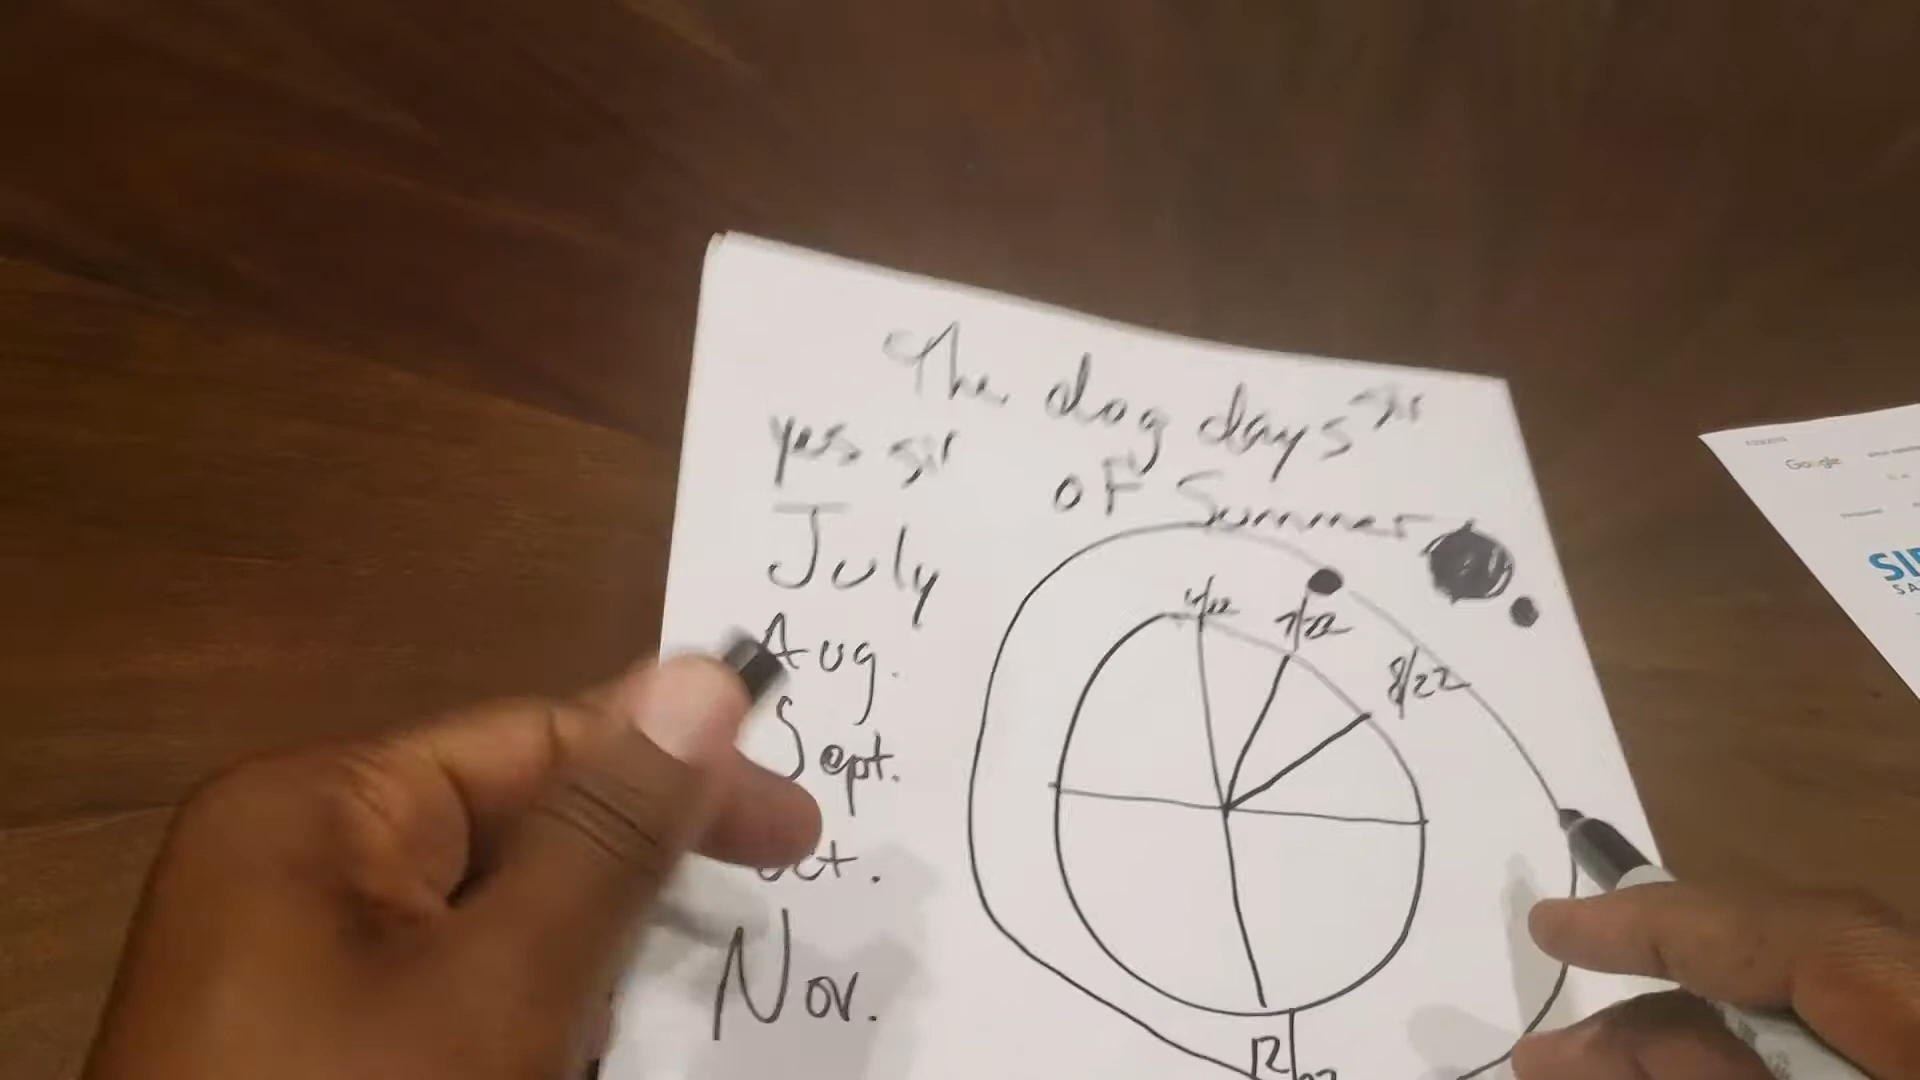 The dog days sir
of Summer
yes sir
July
Aug.
Sept.
Oct.
Nov.
7/22
8/22
12/22
Google